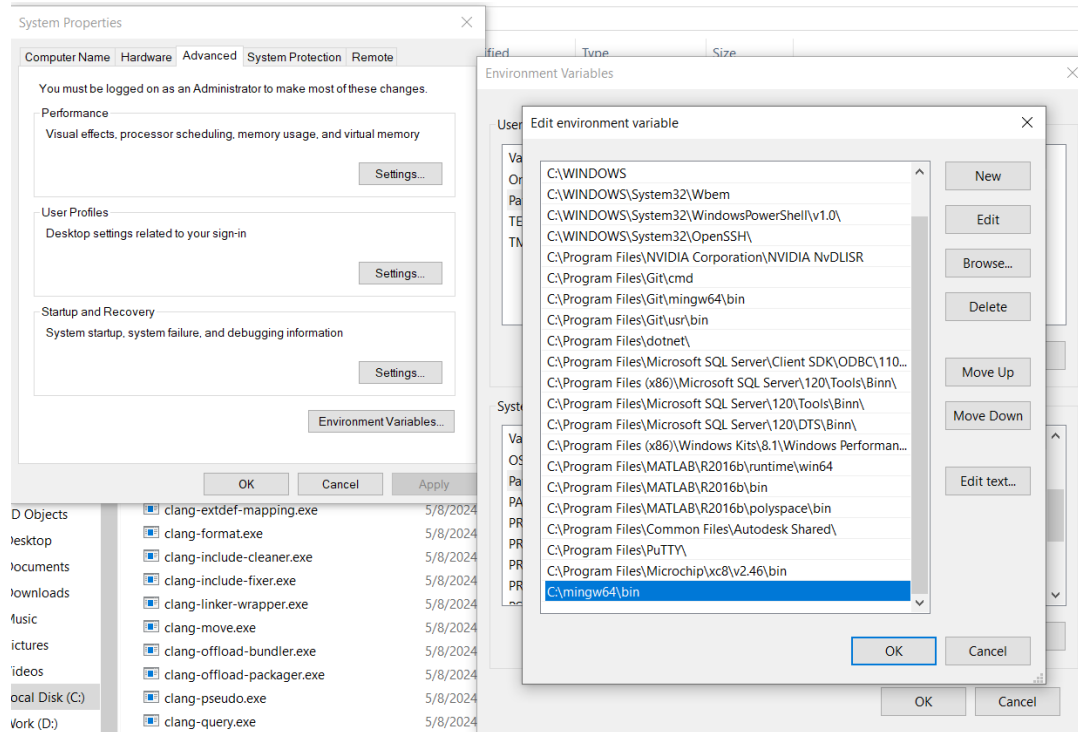 System Properties
Computer Name
Hardware
Advanced
System Protection
Remote
You must be logged on as an Administrator to make most of these changes.
Performance
Visual effects, processor scheduling, memory usage, and virtual memory
Settings...
User Profiles
Desktop settings related to your sign-in
Settings...
Startup and Recovery
System startup, system failure, and debugging information
Settings...
Environment Variables...
OK
Cancel
Apply
Type
Size
Environment Variables
User
Edit environment variable
C:\WINDOWS
C:\WINDOWS\System32\Wbem
C:\WINDOWS\System32\WindowsPowerShell\v1.0\
C:\WINDOWS\System32\OpenSSH\
C:\Program Files\NVIDIA Corporation\NVIDIA NvDLISR
C:\Program Files\Git\cmd
C:\Program Files\Git\mingw64\bin
C:\Program Files\Git\usr\bin
C:\Program Files\dotnet\
C:\Program Files\Microsoft SQL Server\Client SDK\ODBC\110...
C:\Program Files (x86)\Microsoft SQL Server\120\Tools\Binn\
C:\Program Files\Microsoft SQL Server\120\Tools\Binn\
C:\Program Files\Microsoft SQL Server\120\DTS\Binn\
C:\Program Files (x86)\Windows Kits\8.1\Windows Performan...
C:\Program Files\MATLAB\R2016b\runtime\win64
C:\Program Files\MATLAB\R2016b\bin
C:\Program Files\MATLAB\R2016b\polyspace\bin
C:\Program Files\Common Files\Autodesk Shared\
C:\Program Files\PuTTY\
C:\Program Files\Microchip\xc8\v2.46\bin
C:\mingw64\bin
New
Edit
Browse...
Delete
Move Up
Move Down
Edit text...
OK
Cancel
OK
Cancel
D Objects
Desktop
Documents
Downloads
Music
ictures
ideos
ocal Disk (C:)
Work (D:)
clang-extdef-mapping.exe 5/8/2024
clang-format.exe 5/8/2024
clang-include-cleaner.exe 5/8/2024
clang-include-fixer.exe 5/8/2024
clang-linker-wrapper.exe 5/8/2024
clang-move.exe 5/8/2024
clang-offload-bundler.exe 5/8/2024
clang-offload-packager.exe 5/8/2024
clang-pseudo.exe 5/8/2024
clang-query.exe 5/8/2024